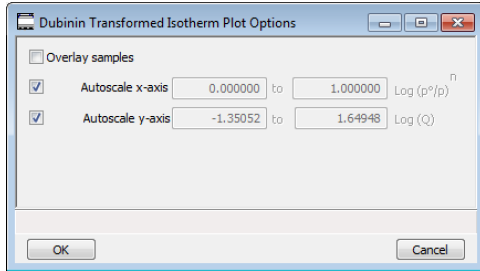 Dubinin Transformed Isotherm Plot Options
Overlay samples
Autoscale x-axis 0.000000 to 1.000000 Log (p°/p)ⁿ
Autoscale y-axis -1.35052 to 1.64948 Log (Q)
OK Cancel